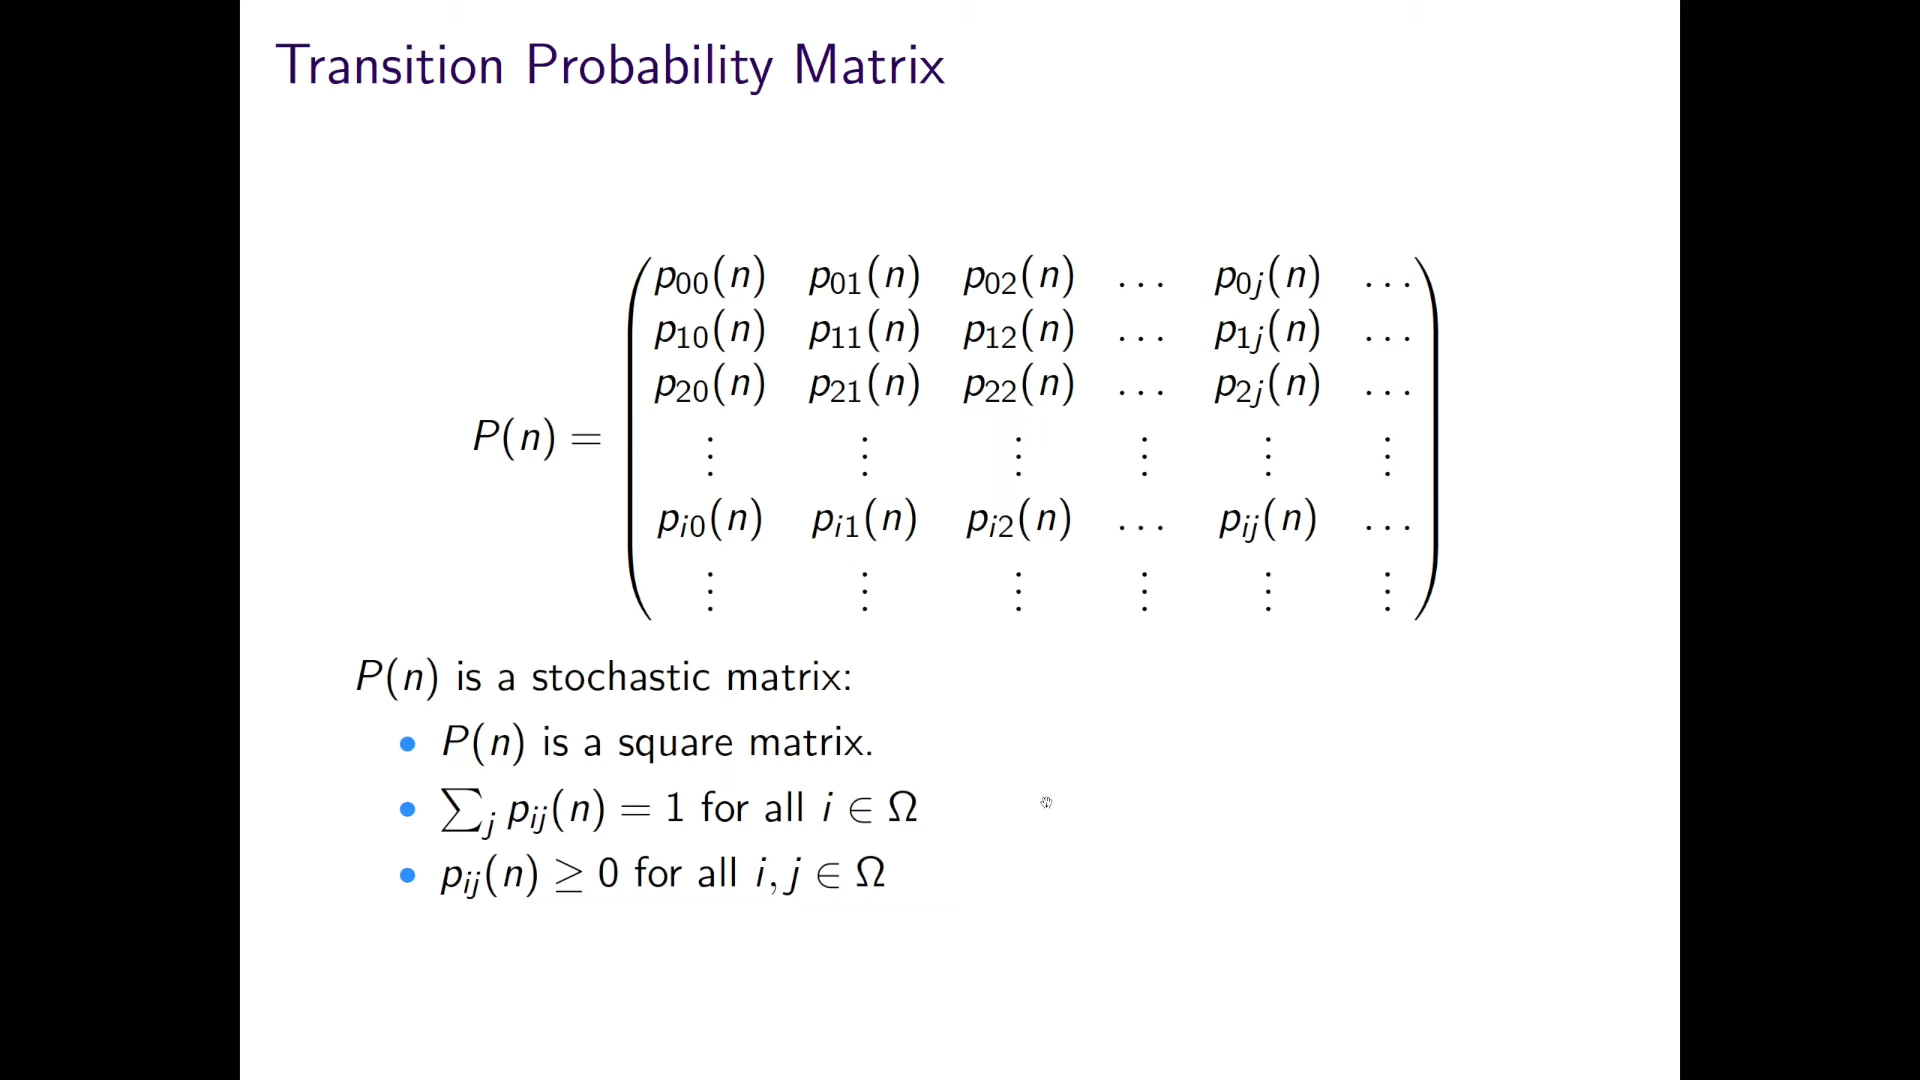 Transition Probability Matrix
p₀₀(n) p₀₁(n) p₀₂(n) … p₀ⱼ(n) …
p₁₀(n) p₁₁(n) p₁₂(n) … p₁ⱼ(n) …
p₂₀(n) p₂₁(n) p₂₂(n) … p₂ⱼ(n) …
P(n) = ⋮ ⋮ ⋮ ⋮ ⋮ ⋮
pᵢ₀(n) pᵢ₁(n) pᵢ₂(n) … pᵢⱼ(n) …
⋮ ⋮ ⋮ ⋮ ⋮ ⋮
P(n) is a stochastic matrix:
• P(n) is a square matrix.
• ∑ⱼ pᵢⱼ(n) = 1 for all i ∈ Ω
• pᵢⱼ(n) ≥ 0 for all i, j ∈ Ω